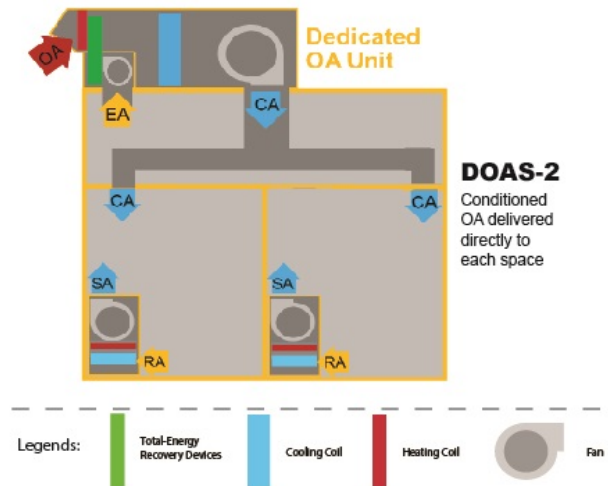 OA
Dedicated
OA Unit
EA
CA
DOAS-2
Conditioned
OA delivered
directly to
each space
CA
CA
SA
SA
RA
RA
Legends:
Total-Energy
Recovery Devices
Cooling Coil
Heating Coil
Fan